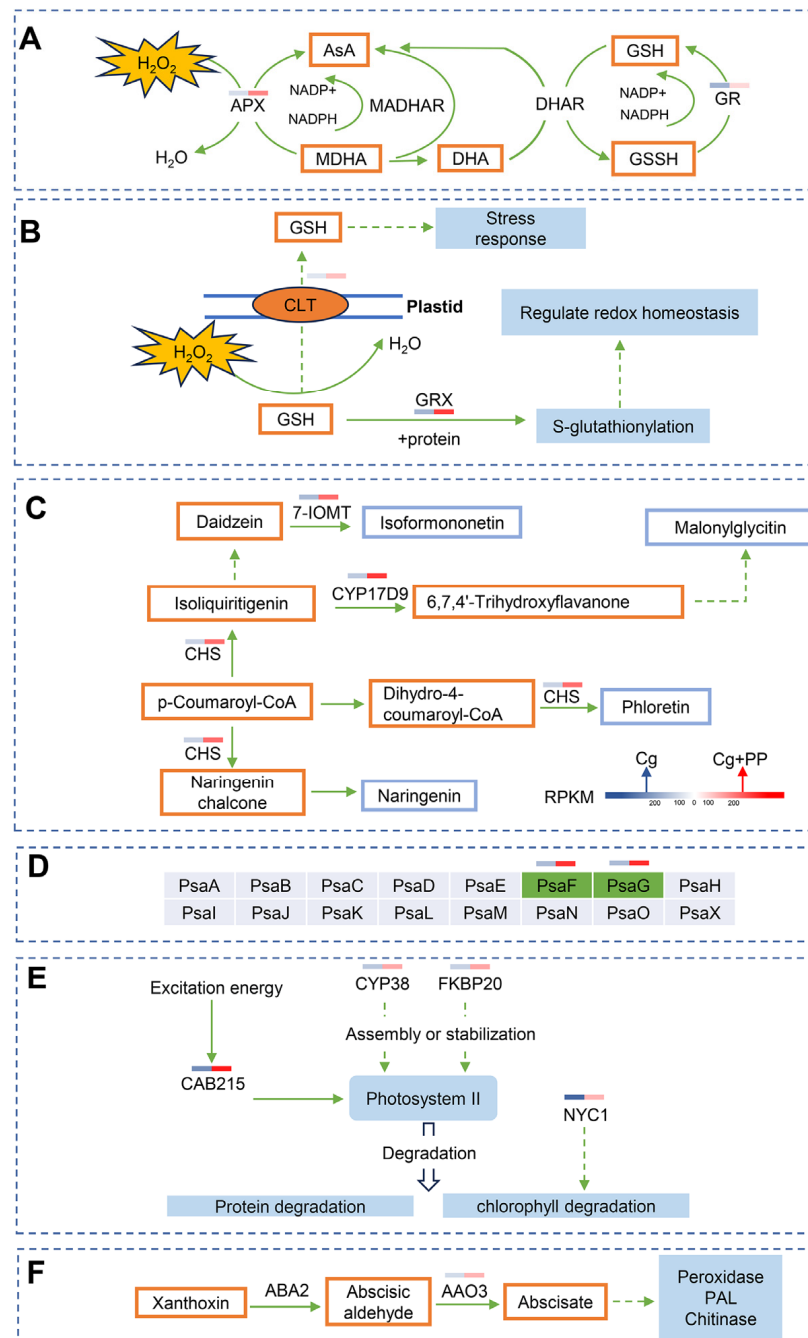 A
H2O2
AsA
GSH
APX
NADP+
NADPH
MADHAR
DHAR
NADP+
NADPH
GR
H2O
MDHA
DHA
GSSH
B
GSH
Stress
response
CLT
Plastid
Regulate redox homeostasis
H2O2
H2O
GRX
GSH
+protein
S-glutathionylation
C
Daidzein
7-IOMT
Isoformononetin
Malonylglycitin
Isoliquiritigenin
CYP17D9
6,7,4'-Trihydroxyflavanone
CHS
p-Coumaroyl-CoA
Dihydro-4-
coumaroyl-CoA
CHS
Phloretin
CHS
Naringenin
chalcone
Naringenin
Cg
Cg+PP
RPKM
200 100 0 100 200
D
PsaA PsaB PsaC PsaD PsaE PsaF PsaG PsaH
PsaI PsaJ PsaK PsaL PsaM PsaN PsaO PsaX
E
Excitation energy
CYP38
FKBP20
Assembly or stabilization
CAB215
Photosystem II
NYC1
Degradation
Protein degradation
chlorophyll degradation
F
Xanthoxin
ABA2
Abscisic
aldehyde
AAO3
Abscisate
Peroxidase
PAL
Chitinase